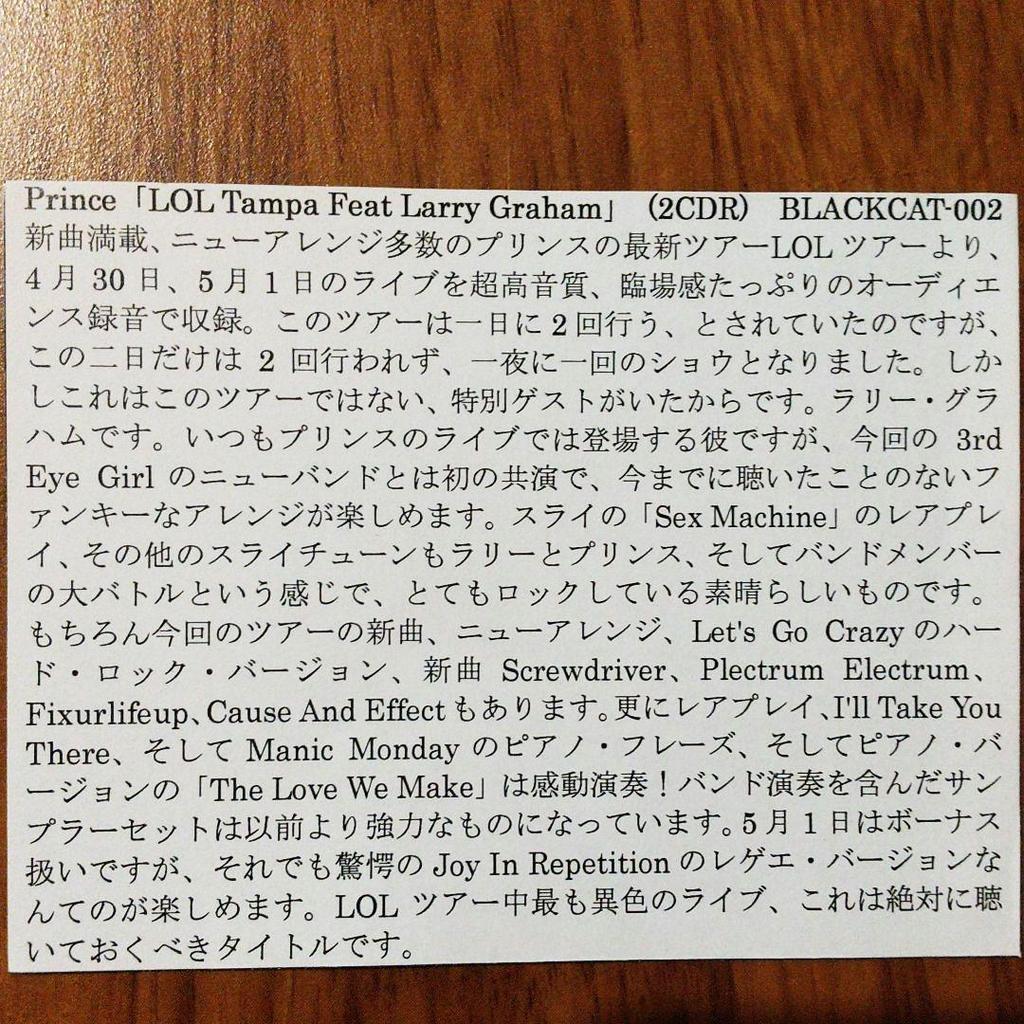 Prince「LOL Tampa Feat Larry Graham」(2CDR) BLACKCAT-002
新曲満載、ニューアレンジ多数のプリンスの最新ツアーLOL ツアーより、
4 月 30 日、5 月 1 日のライブを超高音質、臨場感たっぷりのオーディエ
ンス録音で収録。このツアーは一日に 2 回行う、とされていたのですが、
この二日だけは 2 回行われず、一夜に一回のショウとなりました。しか
しこれはこのツアーではない、特別ゲストがいたからです。ラリー・グラ
ハムです。いつもプリンスのライブでは登場する彼ですが、今回の 3rd
Eye Girl のニューバンドとは初の共演で、今までに聴いたことのないフ
ァンキーなアレンジが楽しめます。スライの「Sex Machine」のレアプレ
イ、その他のスライチューンもラリーとプリンス、そしてバンドメンバー
の大バトルという感じで、とてもロックしている素晴らしいものです。
もちろん今回のツアーの新曲、ニューアレンジ、Let's Go Crazy のハー
ド・ロック・バージョン、新曲 Screwdriver、Plectrum Electrum、
Fixurlifeup、Cause And Effect もあります。更にレアプレイ、I'll Take You
There、そして Manic Monday のピアノ・フレーズ、そしてピアノ・バ
ージョンの「The Love We Make」は感動演奏！バンド演奏を含んだサン
プラーセットは以前より強力なものになっています。5 月 1 日はボーナス
扱いですが、それでも驚愕の Joy In Repetition のレゲエ・バージョンな
んてのが楽しめます。LOL ツアー中最も異色のライブ、これは絶対に聴
いておくべきタイトルです。